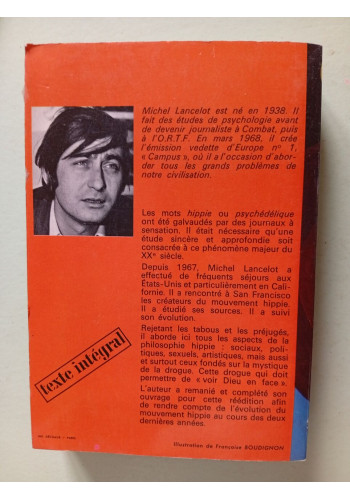 Michel Lancelot est né en 1938. Il
fait des études de psychologie avant
de devenir journaliste à Combat, puis
à l'O.R.T.F. En mars 1968, il crée
l'émission vedette d'Europe nº 1,
« Campus », où il a l'occasion d'abor-
der tous les grands problèmes de
notre civilisation.
Les mots hippie ou psychédélique
ont été galvaudés par des journaux à
sensation. Il était nécessaire qu'une
étude sincère et approfondie soit
consacrée à ce phénomène majeur du
XXe siècle.
Depuis 1967, Michel Lancelot a
effectué de fréquents séjours aux
États-Unis et particulièrement en Cali-
fornie. Il a rencontré à San Francisco
les créateurs du mouvement hippie.
Il a étudié ses sources. Il a suivi
son évolution.
Rejetant les tabous et les préjugés,
il aborde ici tous les aspects de la
philosophie hippie : sociaux, poli-
tiques, sexuels, artistiques, mais aussi
et surtout ceux fondés sur la mystique
de la drogue. Cette drogue qui doit
permettre de « voir Dieu en face ».
L'auteur a remanié et complété son
ouvrage pour cette réédition afin
de rendre compte de l'évolution du
mouvement hippie au cours des deux
dernières années.
texte intégral
Illustration de Françoise BOUDIGNON